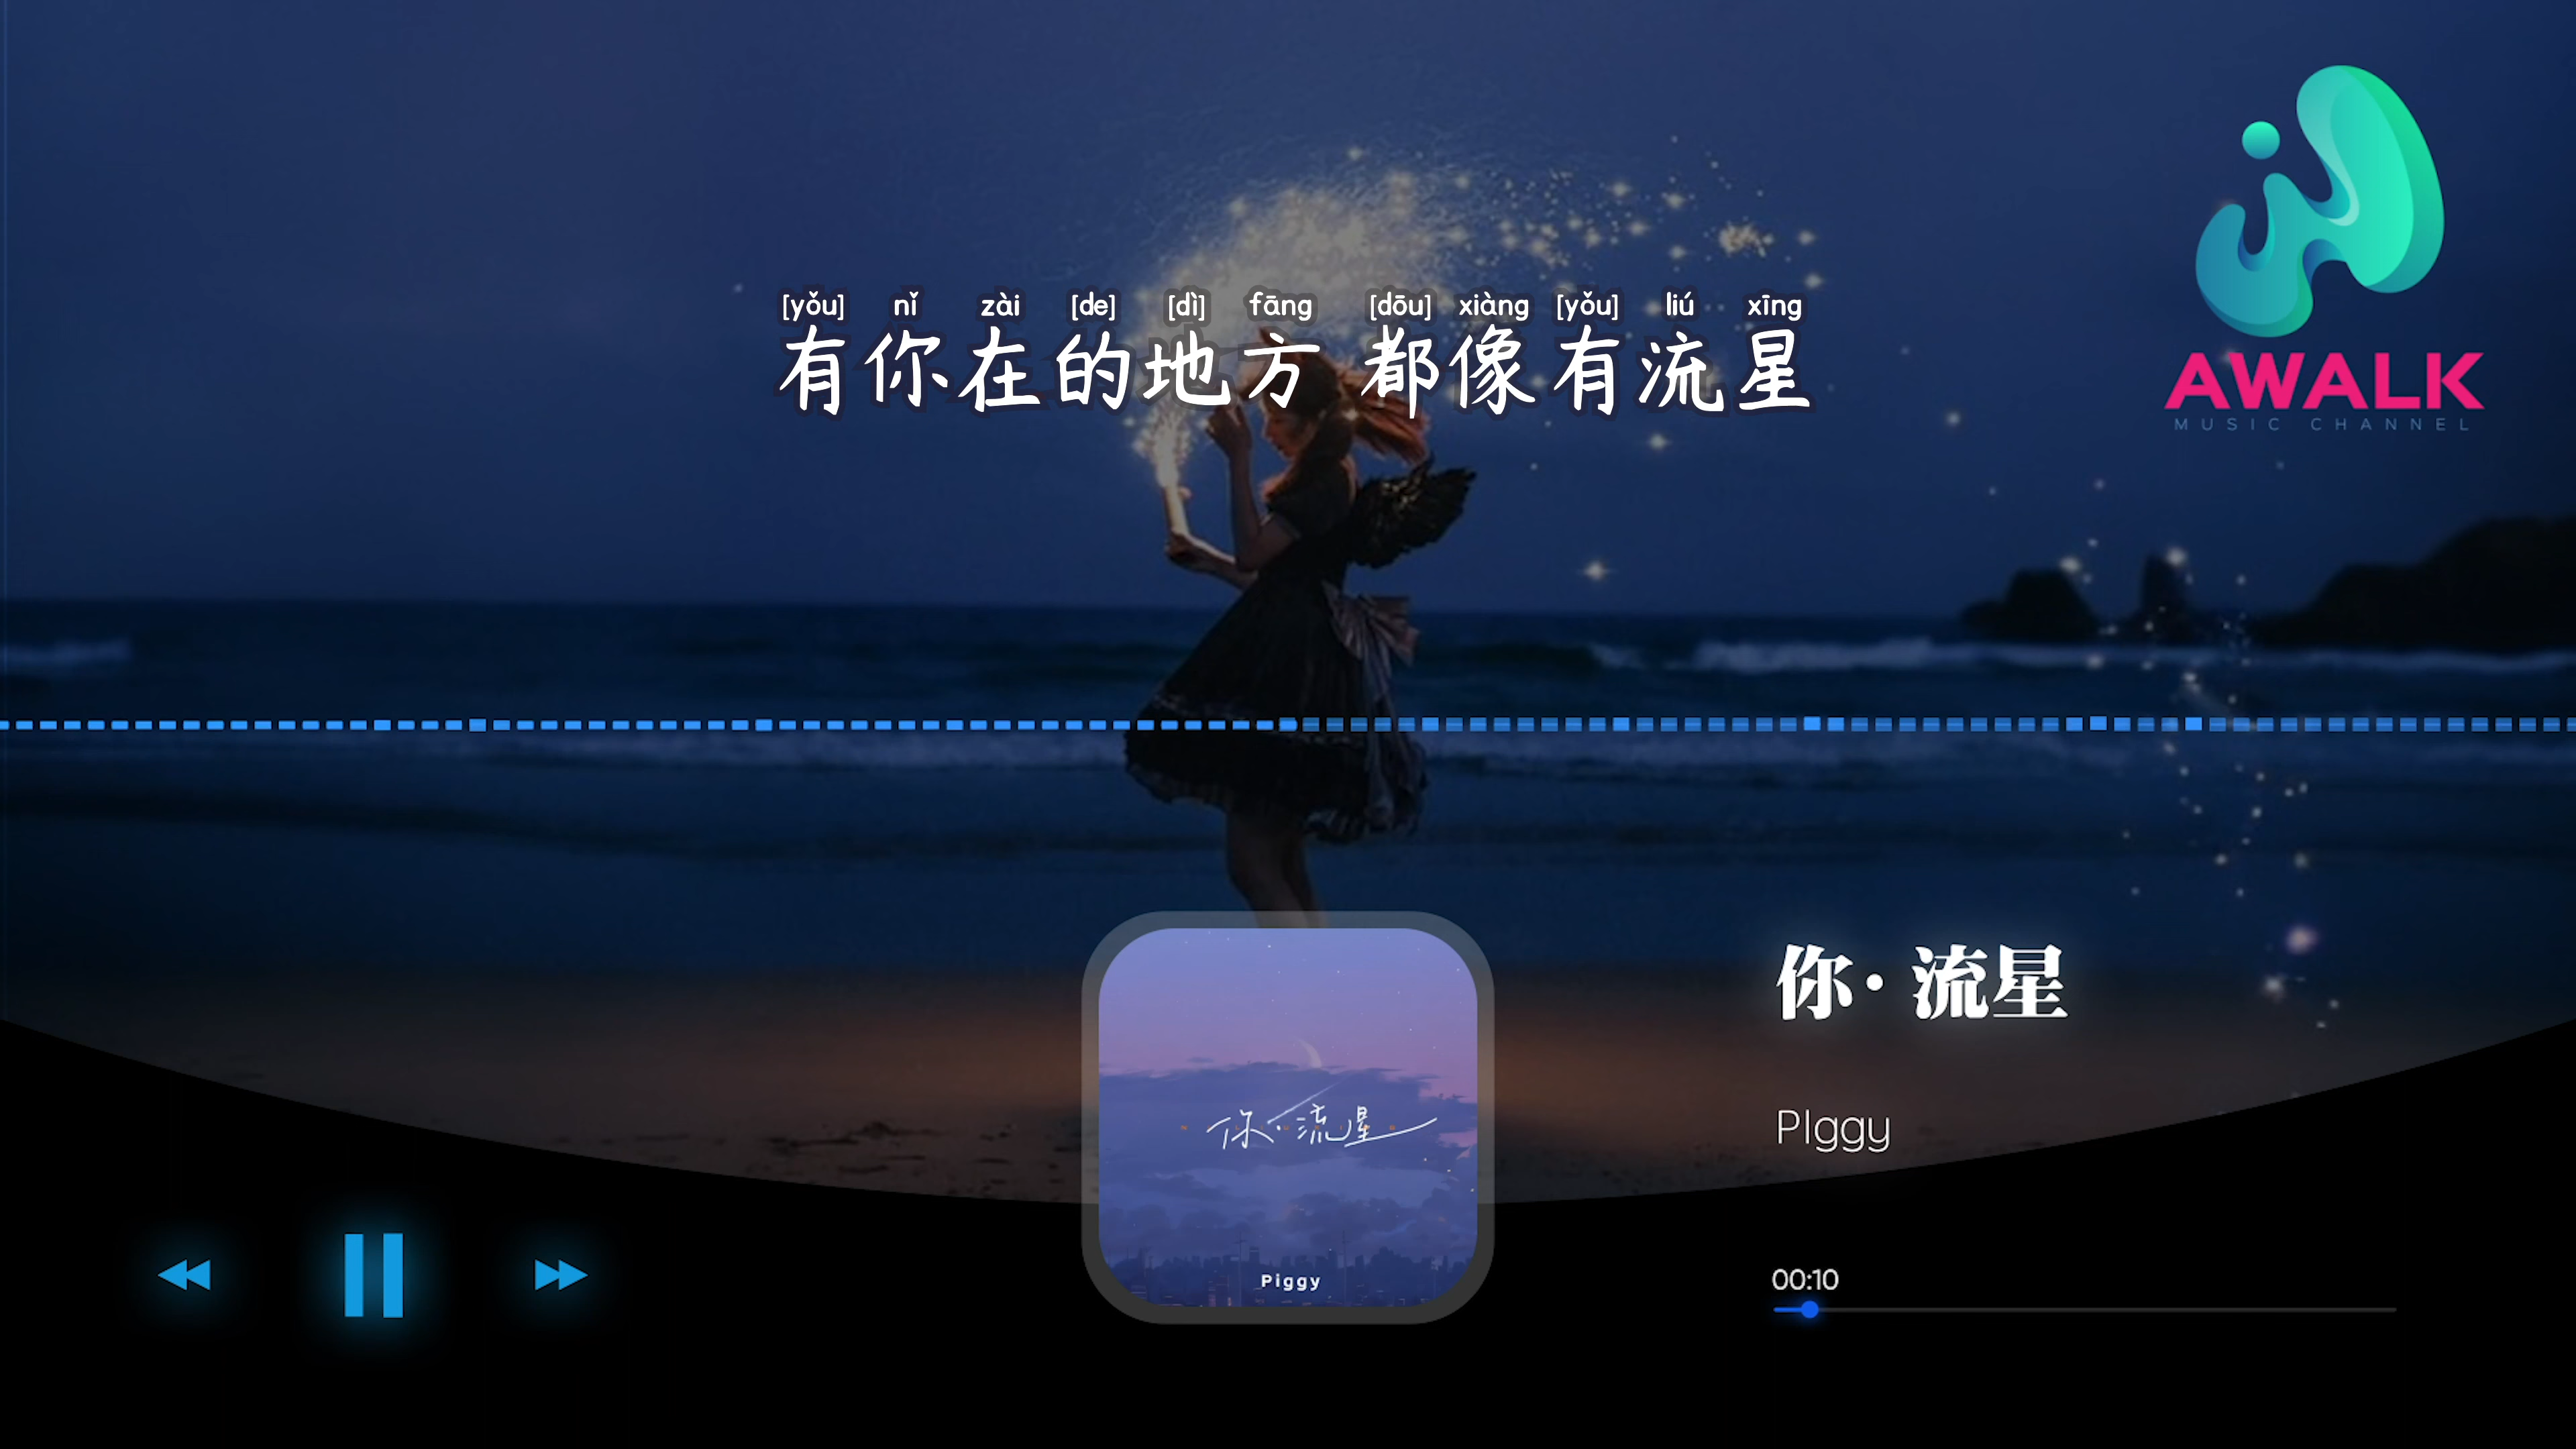 [yǒu] nǐ zài [de] [dì] fāng [dōu] xiàng [yǒu] liú xīng
有你在的地方 都像有流星
AWALK
MUSIC CHANNEL
你· 流星
PIggy
你·流星
Piggy
00:10